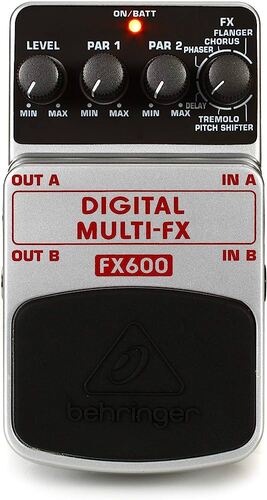 ON/BATT
LEVEL PAR 1 PAR 2 FX
FLANGER
CHORUS
PHASER
DELAY
TREMOLO
PITCH SHIFTER
MIN MAX MIN MAX MIN MAX
OUT A IN A
DIGITAL
MULTI-FX
OUT B IN B
FX600
behringer